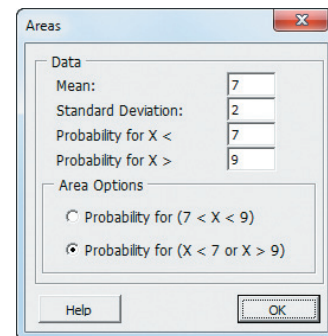 Areas
Data
Mean: 7
Standard Deviation: 2
Probability for X < 7
Probability for X > 9
Area Options
Probability for (7 < X < 9)
Probability for (X < 7 or X > 9)
Help OK